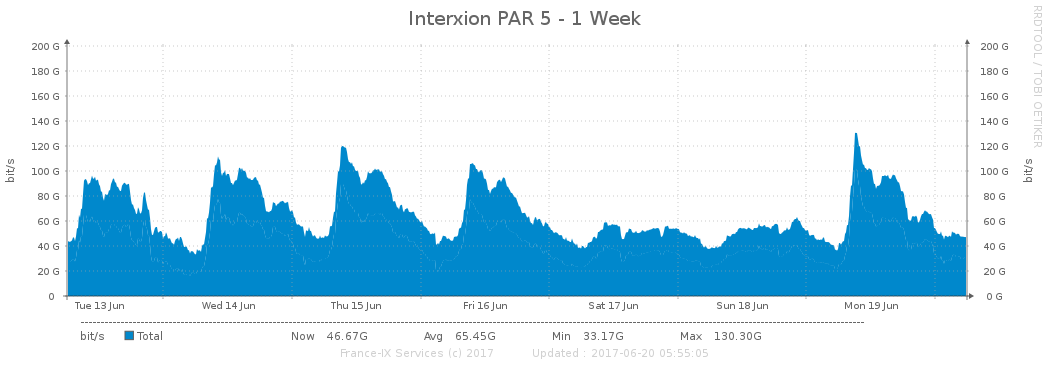 Interxion PAR 5 - 1 Week
RRDTOOL / TOBI OETIKER
bit/s
200 G
180 G
160 G
140 G
120 G
100 G
80 G
60 G
40 G
20 G
0
200 G
180 G
160 G
140 G
120 G
100 G
80 G
60 G
40 G
20 G
0 G
bit/s
Tue 13 Jun Wed 14 Jun Thu 15 Jun Fri 16 Jun Sat 17 Jun Sun 18 Jun Mon 19 Jun
bit/s Total Now 46.67G Avg 65.45G Min 33.17G Max 130.30G
France-IX Services (c) 2017 Updated : 2017-06-20 05:55:05